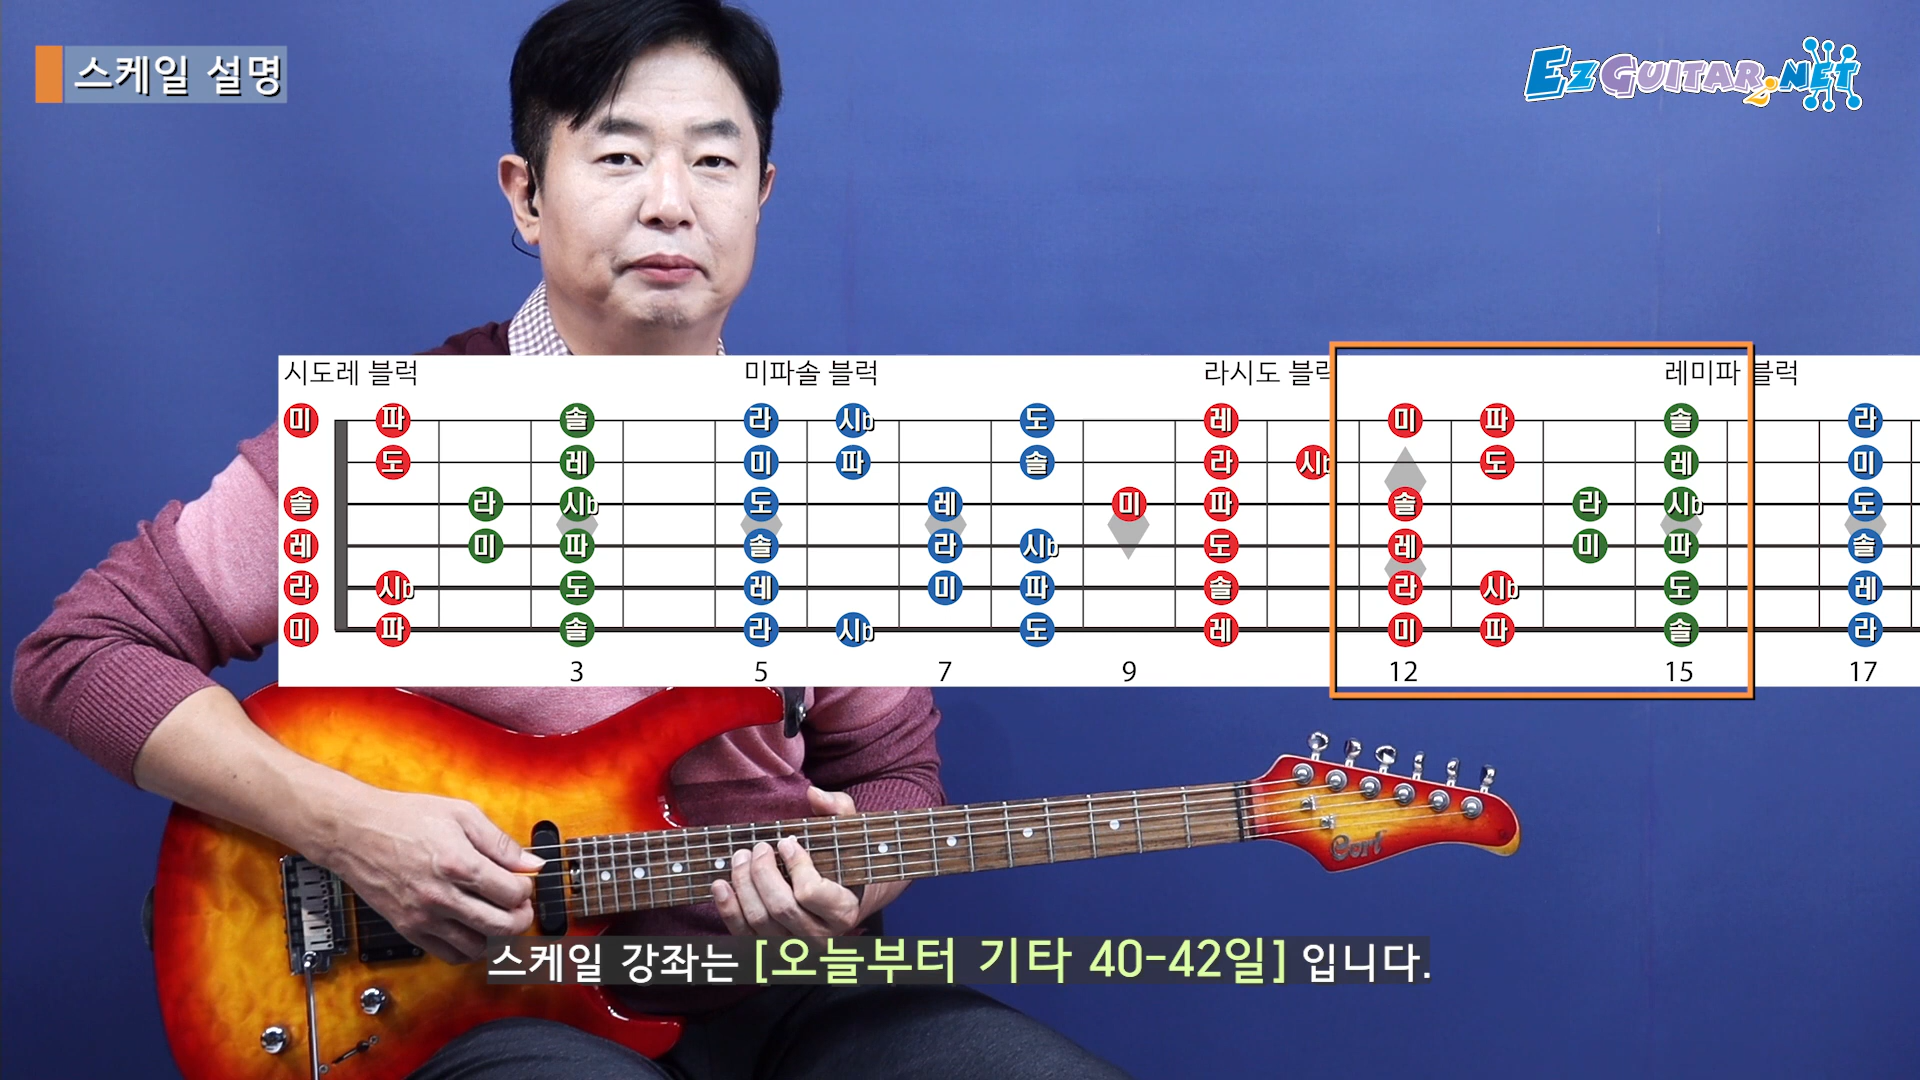 스케일 설명
EZGUITAR.NET
시도레 블럭 미파솔 블럭 라시도 블럭 레미파 블럭
미 파 솔 라 시b 도 레 미 파 솔 라
도 레 미 파 솔 라 시b 도 레 미
솔 라 시b 도 레 미 파 솔 라 시b 도
레 미 파 솔 라 시b 도 레 미 파 솔
라 시b 도 레 미 파 솔 라 시b 도 레
미 파 솔 라 시b 도 레 미 파 솔 라
3 5 7 9 12 15 17
Cort
스케일 강좌는 [오늘부터 기타 40-42일] 입니다.